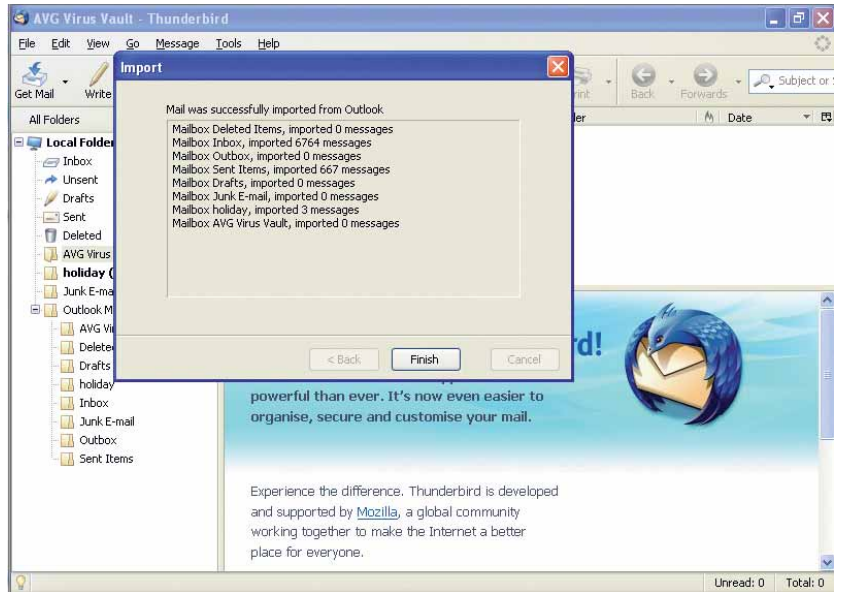 AVG Virus Vault - Thunderbird
File Edit View Go Message Tools Help
Get Mail Write Back Forwards Subject or
All Folders Date
Local Folder
Inbox
Unsent
Drafts
Sent
Deleted
AVG Virus
holiday (
Junk E-ma
Outlook M
AVG Vi
Delete
Drafts
holiday
Inbox
Junk E-mail
Outbox
Sent Items
Import
Mail was successfully imported from Outlook
Mailbox Deleted Items, imported 0 messages
Mailbox Inbox, imported 6764 messages
Mailbox Outbox, imported 0 messages
Mailbox Sent Items, imported 667 messages
Mailbox Drafts, imported 0 messages
Mailbox Junk E-mail, imported 0 messages
Mailbox holiday, imported 3 messages
Mailbox AVG Virus Vault, imported 0 messages
< Back Finish Cancel
d!
powerful than ever. It's now even easier to
organise, secure and customise your mail.
Experience the difference. Thunderbird is developed
and supported by Mozilla, a global community
working together to make the Internet a better
place for everyone.
Unread: 0 Total: 0